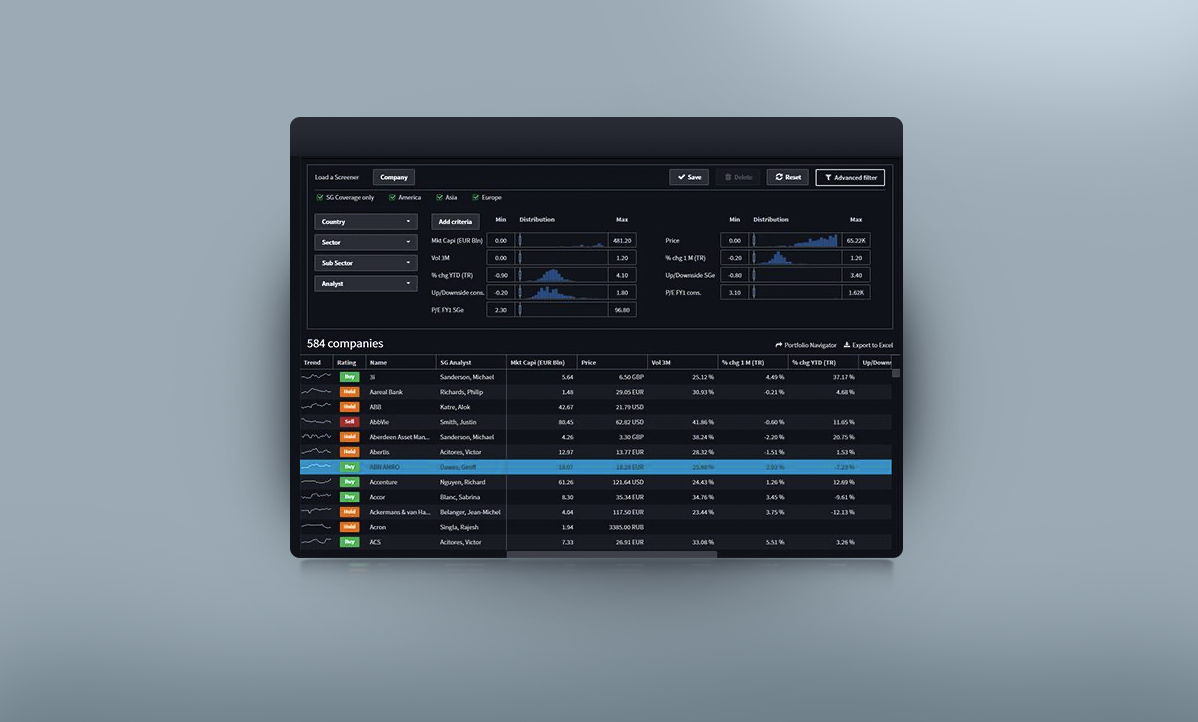 Load a Screener Company Save Delete Reset Advanced filter
SG Coverage only America Asia Europe
Country Add criteria Min Distribution Max Min Distribution Max
Sector Mkt Capi (EUR Bln) 0.00 481.20 Price 0.00 65.22K
Sub Sector Vol 3M 0.00 1.20 % chg 1 M (TR) -0.20 1.20
Analyst % chg YTD (TR) -0.90 4.10 Up/Downside SGe -0.80 3.40
Up/Downside cons. -0.20 1.80 P/E FY1 cons. 3.10 1.62K
P/E FY1 SGe 2.30 96.80
584 companies Portfolio Navigator Export to Excel
Trend Rating Name SG Analyst Mkt Capi (EUR Bln) Price Vol 3M % chg 1 M (TR) % chg YTD (TR) Up/Downs
Buy 3i Sanderson, Michael 5.64 6.50 GBP 25.12 % 4.49 % 37.17 %
Hold Aareal Bank Richards, Philip 1.48 29.05 EUR 30.93 % -0.21 % 4.68 %
Hold ABB Katre, Alok 42.67 21.79 USD
Sell AbbVie Smith, Justin 80.45 62.82 USD 41.86 % -0.60 % 11.65 %
Hold Aberdeen Asset Man... Sanderson, Michael 4.26 3.30 GBP 38.24 % -2.20 % 20.75 %
Hold Abertis Acitores, Victor 12.97 13.77 EUR 28.32 % -1.51 % 1.53 %
Buy ABN AMRO Dawes, Geoff
Buy Accenture Nguyen, Richard 61.26 121.64 USD 24.43 % 1.26 % 12.69 %
Buy Accor Blanc, Sabrina 8.30 35.34 EUR 34.76 % 3.45 % -9.61 %
Hold Ackermans & van Ha... Belanger, Jean-Michel 4.04 117.50 EUR 23.44 % 3.75 % -12.13 %
Hold Acron Singla, Rajesh 1.94 3385.00 RUB
Buy ACS Acitores, Victor 7.33 26.91 EUR 33.08 % 5.51 % 3.26 %